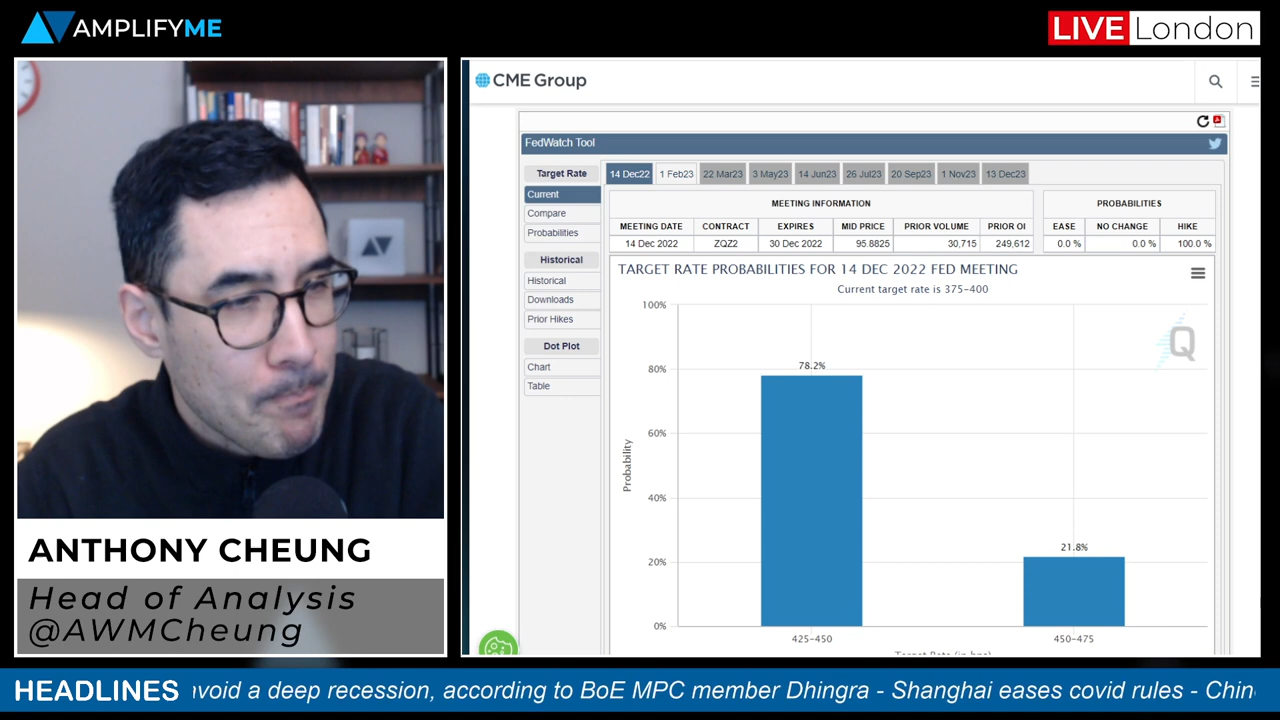 AMPLIFYME
LIVE London
CME Group
FedWatch Tool
Target Rate
Current
Compare
Probabilities
Historical
Historical
Downloads
Prior Hikes
Dot Plot
Chart
Table
14 Dec22 1 Feb23 22 Mar23 3 May23 14 Jun23 26 Jul23 20 Sep23 1 Nov23 13 Dec23
MEETING INFORMATION
MEETING DATE CONTRACT EXPIRES MID PRICE PRIOR VOLUME PRIOR OI
14 Dec 2022 ZQZ2 30 Dec 2022 95.8825 30,715 249,612
PROBABILITIES
EASE NO CHANGE HIKE
0.0 % 0.0 % 100.0 %
TARGET RATE PROBABILITIES FOR 14 DEC 2022 FED MEETING
Current target rate is 375-400
Q
Probability
100%
80%
60%
40%
20%
0%
78.2%
21.8%
425-450
450-475
Target Rate (in bps)
ANTHONY CHEUNG
Head of Analysis
@AWMCheung
HEADLINES void a deep recession, according to BoE MPC member Dhingra - Shanghai eases covid rules - Chin